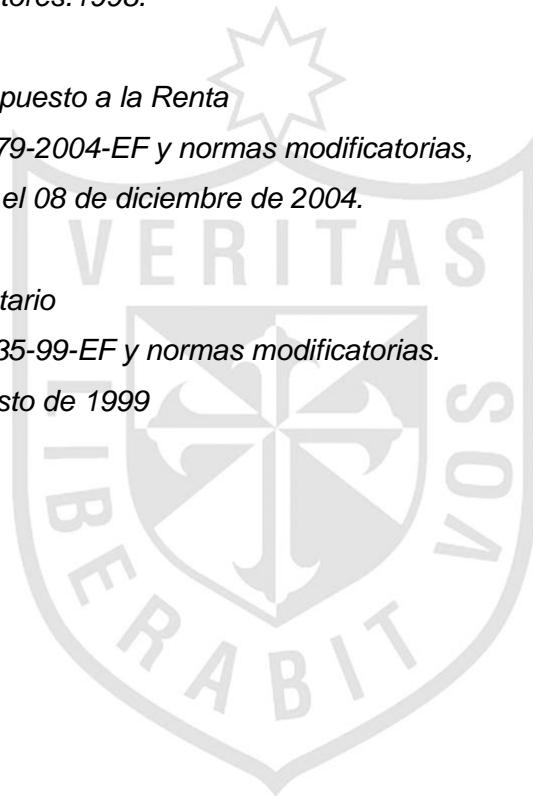 tores.1998.
puesto a la Renta
79-2004-EF y normas modificatorias,
el 08 de diciembre de 2004.
tario
35-99-EF y normas modificatorias.
sto de 1999
VERITAS
LIBERABIT VOS